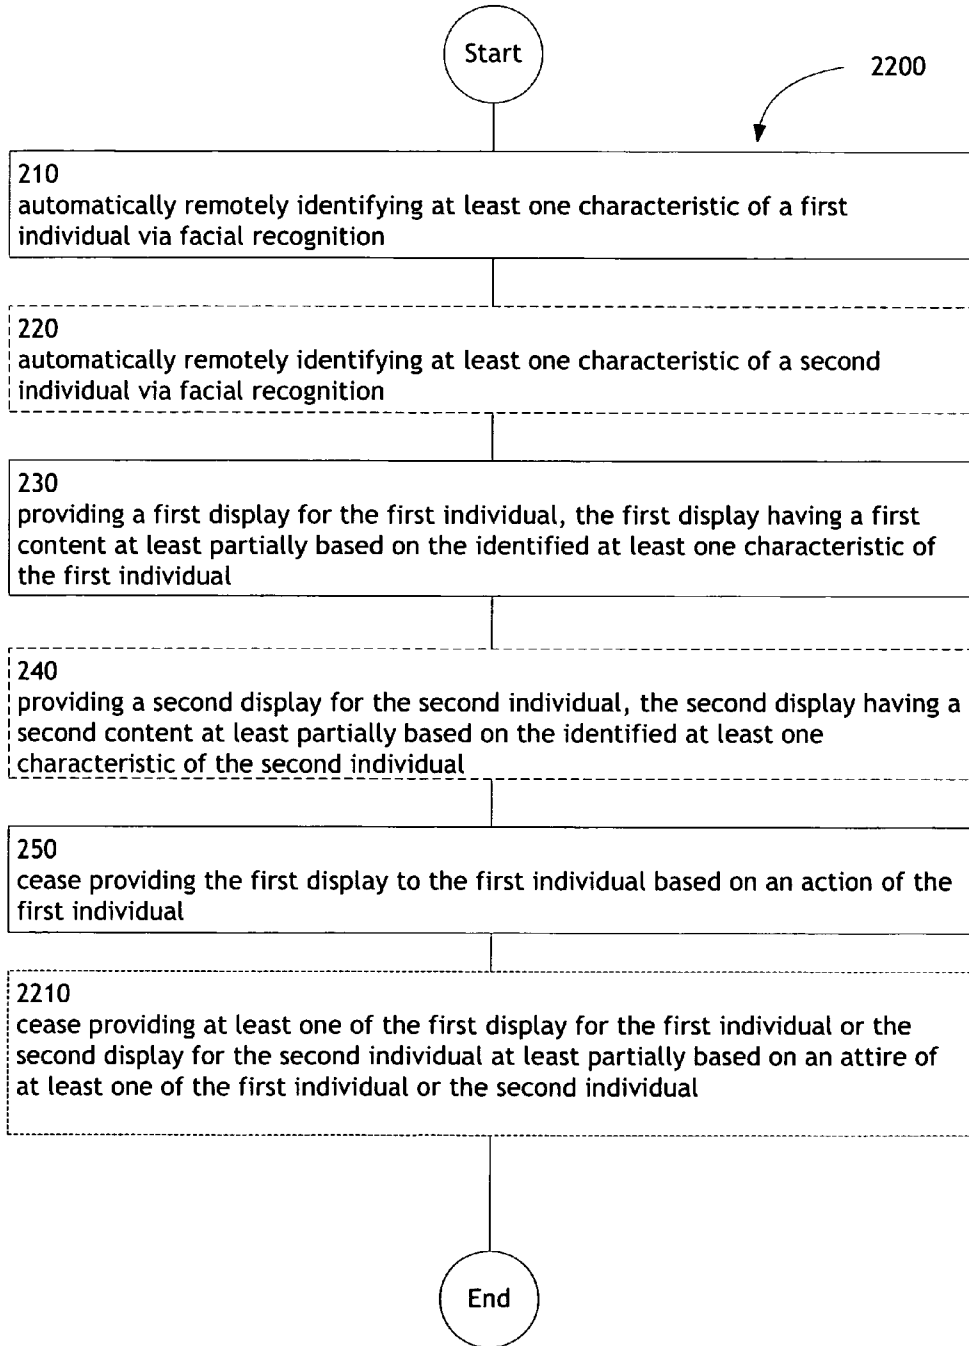 Start
2200
210
automatically remotely identifying at least one characteristic of a first
individual via facial recognition
220
automatically remotely identifying at least one characteristic of a second
individual via facial recognition
230
providing a first display for the first individual, the first display having a first
content at least partially based on the identified at least one characteristic of
the first individual
240
providing a second display for the second individual, the second display having a
second content at least partially based on the identified at least one
characteristic of the second individual
250
cease providing the first display to the first individual based on an action of the
first individual
2210
cease providing at least one of the first display for the first individual or the
second display for the second individual at least partially based on an attire of
at least one of the first individual or the second individual
End